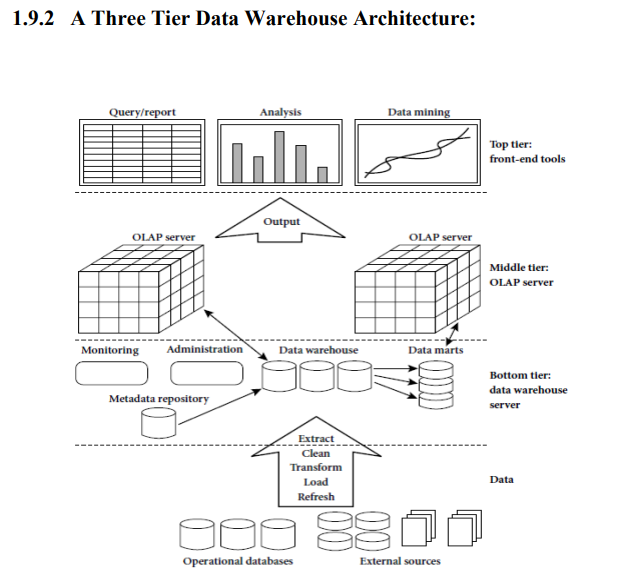 1.9.2 A Three Tier Data Warehouse Architecture:
Query/report
Analysis
Data mining
Top tier:
front-end tools
Output
OLAP server
OLAP server
Middle tier:
OLAP server
Monitoring
Administration
Data warehouse
Data marts
Bottom tier:
data warehouse
server
Metadata repository
Extract
Clean
Transform
Load
Refresh
Data
Operational databases
External sources